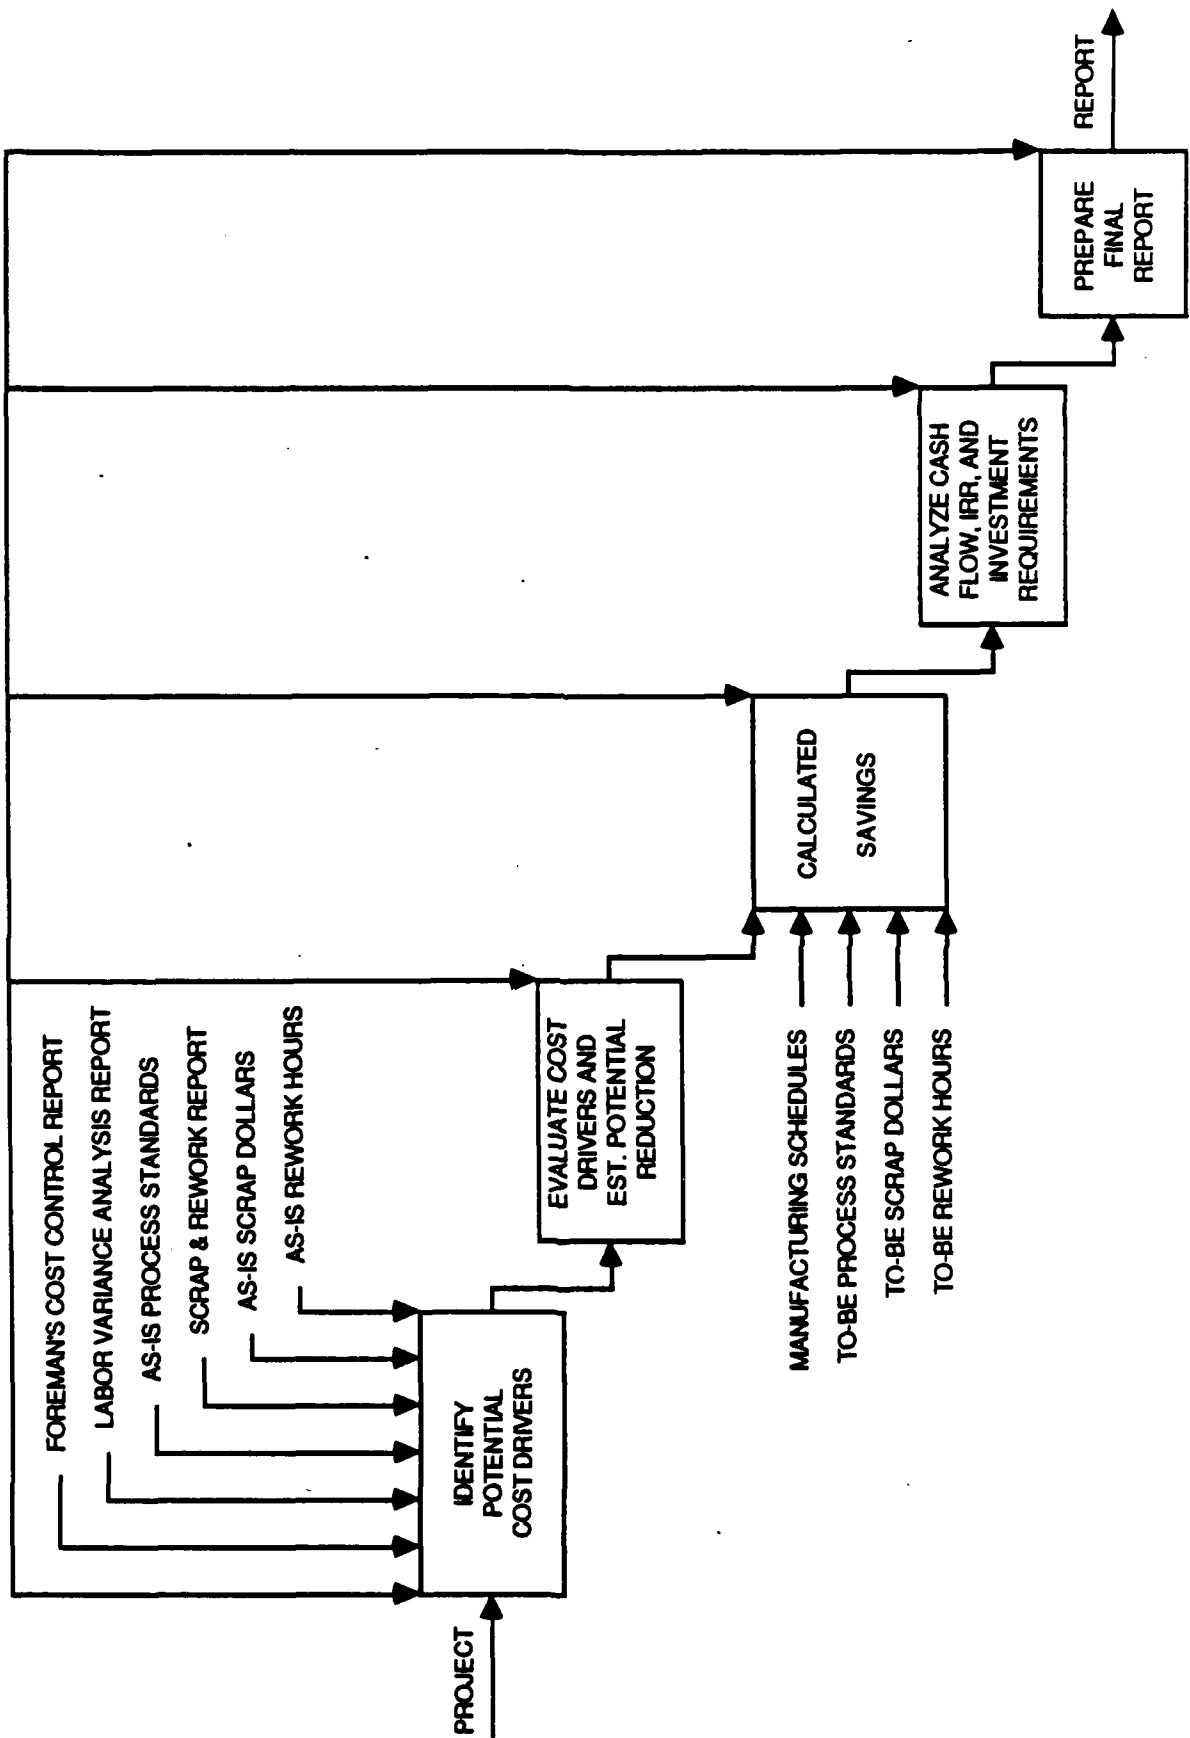 FOREMAN'S COST CONTROL REPORT
LABOR VARIANCE ANALYSIS REPORT
AS-IS PROCESS STANDARDS
SCRAP & REWORK REPORT
AS-IS SCRAP DOLLARS
AS-IS REWORK HOURS
PROJECT
IDENTIFY
POTENTIAL
COST DRIVERS
EVALUATE COST
DRIVERS AND
EST. POTENTIAL
REDUCTION
MANUFACTURING SCHEDULES
TO-BE PROCESS STANDARDS
TO-BE SCRAP DOLLARS
TO-BE REWORK HOURS
CALCULATED
SAVINGS
ANALYZE CASH
FLOW, IRR, AND
INVESTMENT
REQUIREMENTS
PREPARE
FINAL
REPORT
REPORT